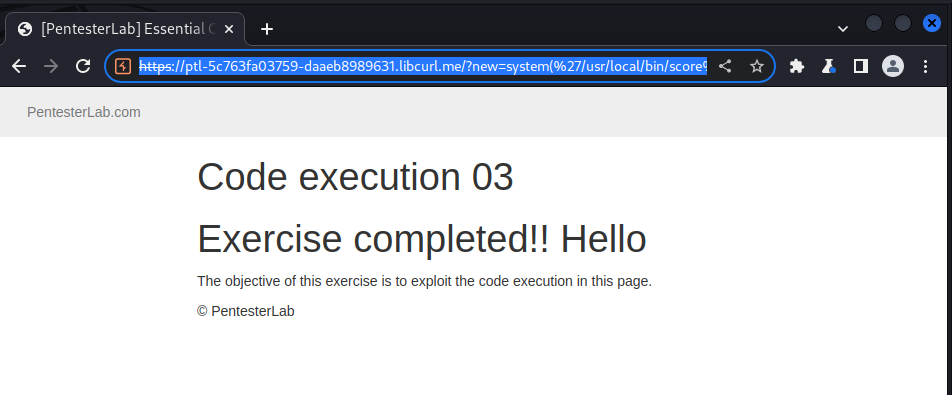 [PentesterLab] Essential C
https://ptl-5c763fa03759-daaeb8989631.libcurl.me/?new=system(%27/usr/local/bin/score%
PentesterLab.com
Code execution 03
Exercise completed!! Hello
The objective of this exercise is to exploit the code execution in this page.
© PentesterLab